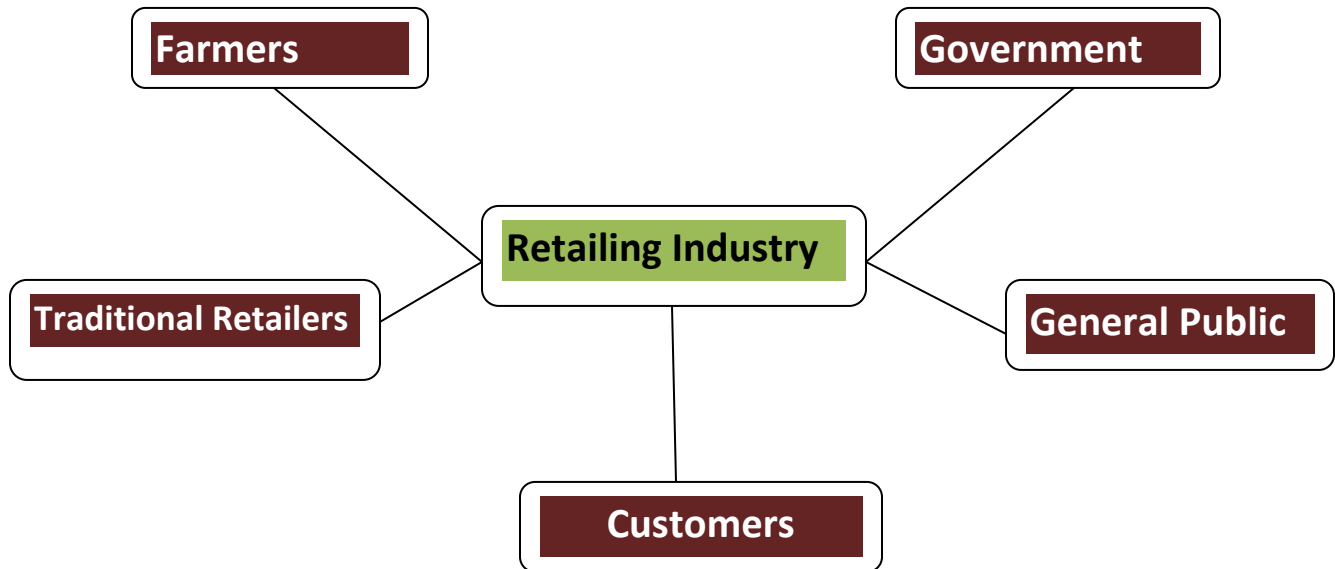 Farmers
Government
Retailing Industry
Traditional Retailers
General Public
Customers